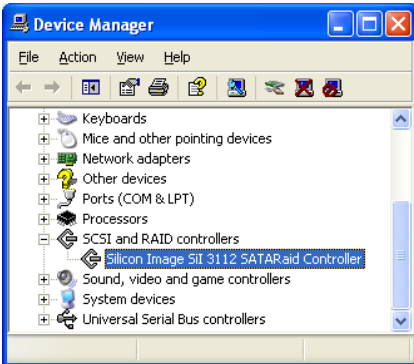 Device Manager
File Action View Help
Keyboards
Mice and other pointing devices
Network adapters
Other devices
Ports (COM & LPT)
Processors
SCSI and RAID controllers
Silicon Image SiI 3112 SATARaid Controller
Sound, video and game controllers
System devices
Universal Serial Bus controllers